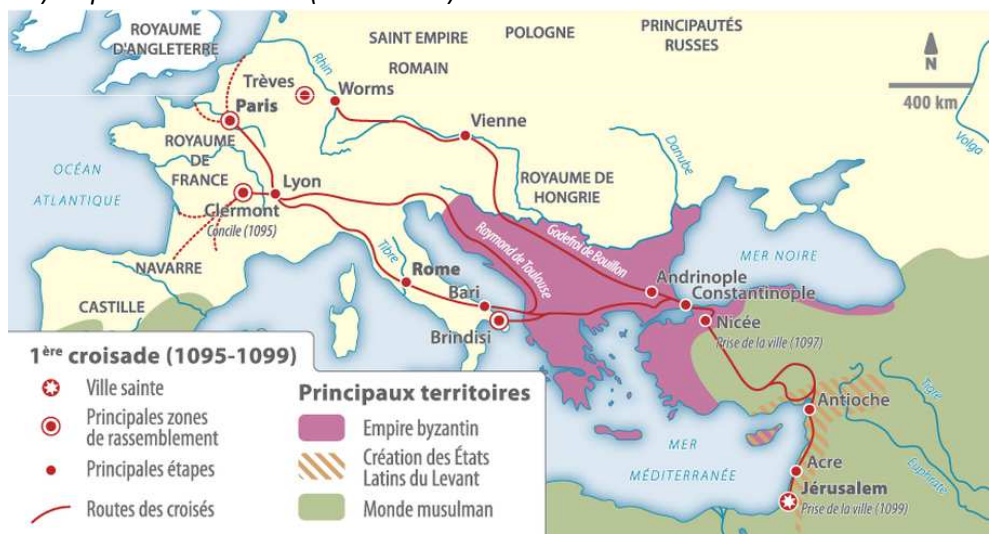 ROYAUME
D'ANGLETERRE
SAINT EMPIRE
ROMAIN
POLOGNE
PRINCIPAUTÉS
RUSSES
N
400 km
Rhin
Trèves
Worms
Paris
Vienne
Volga
ROYAUME
DE
FRANCE
OCÉAN
ATLANTIQUE
Lyon
Clermont
Concile (1095)
ROYAUME DE
HONGRIE
Danube
NAVARRE
CASTILLE
Tibre
Rome
Bari
Brindisi
Raymond de Toulouse
Godefroi de Bouillon
MER NOIRE
Andrinople
Constantinople
Nicée
Prise de la ville (1097)
Antioche
Tigre
Euphrate
MER
MÉDITERRANÉE
Acre
Jérusalem
Prise de la ville (1099)
1ère croisade (1095-1099)
Ville sainte
Principales zones
de rassemblement
Principales étapes
Routes des croisés
Principaux territoires
Empire byzantin
Création des États
Latins du Levant
Monde musulman